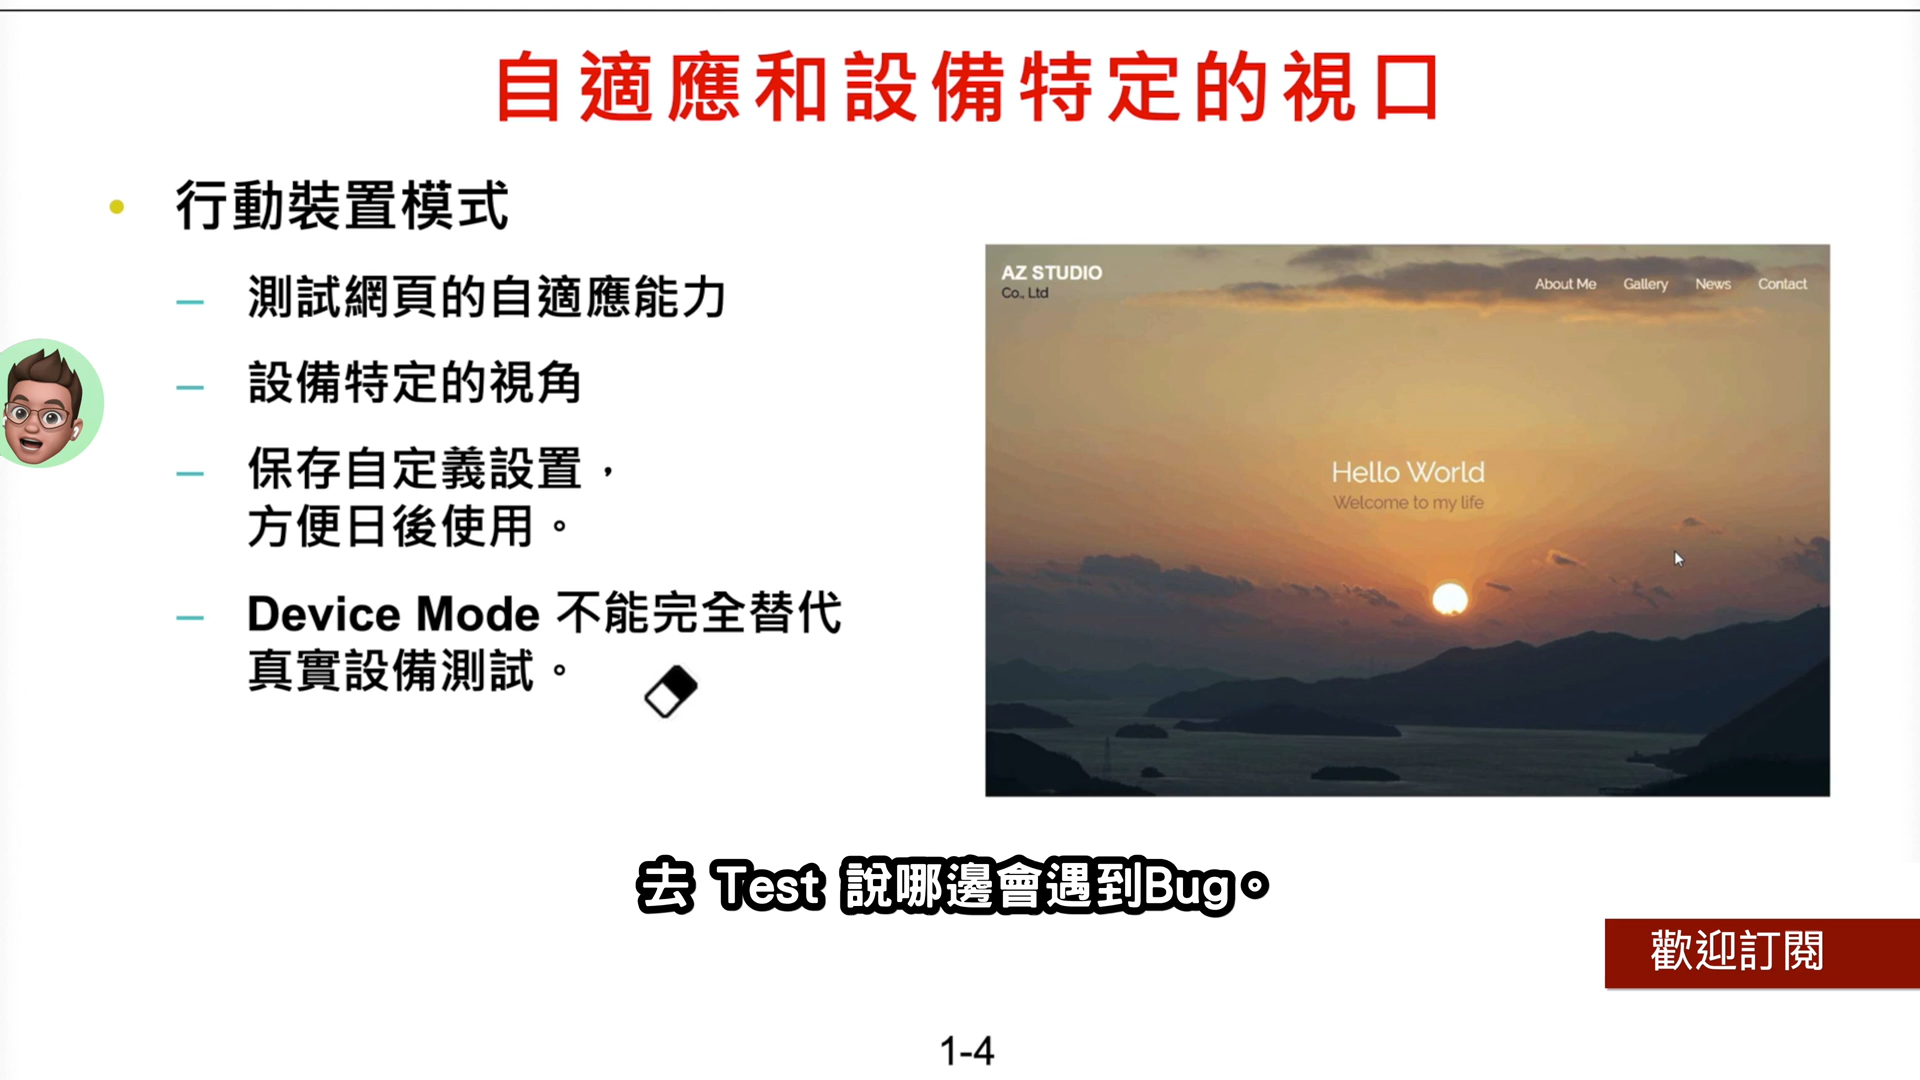 自適應和設備特定的視口
• 行動裝置模式
– 測試網頁的自適應能力
– 設備特定的視角
– 保存自定義設置，
方便日後使用。
– Device Mode 不能完全替代
真實設備測試。
AZ STUDIO
Co., Ltd
About Me Gallery News Contact
Hello World
Welcome to my life
去 Test 說哪邊會遇到Bug。
歡迎訂閱
1-4